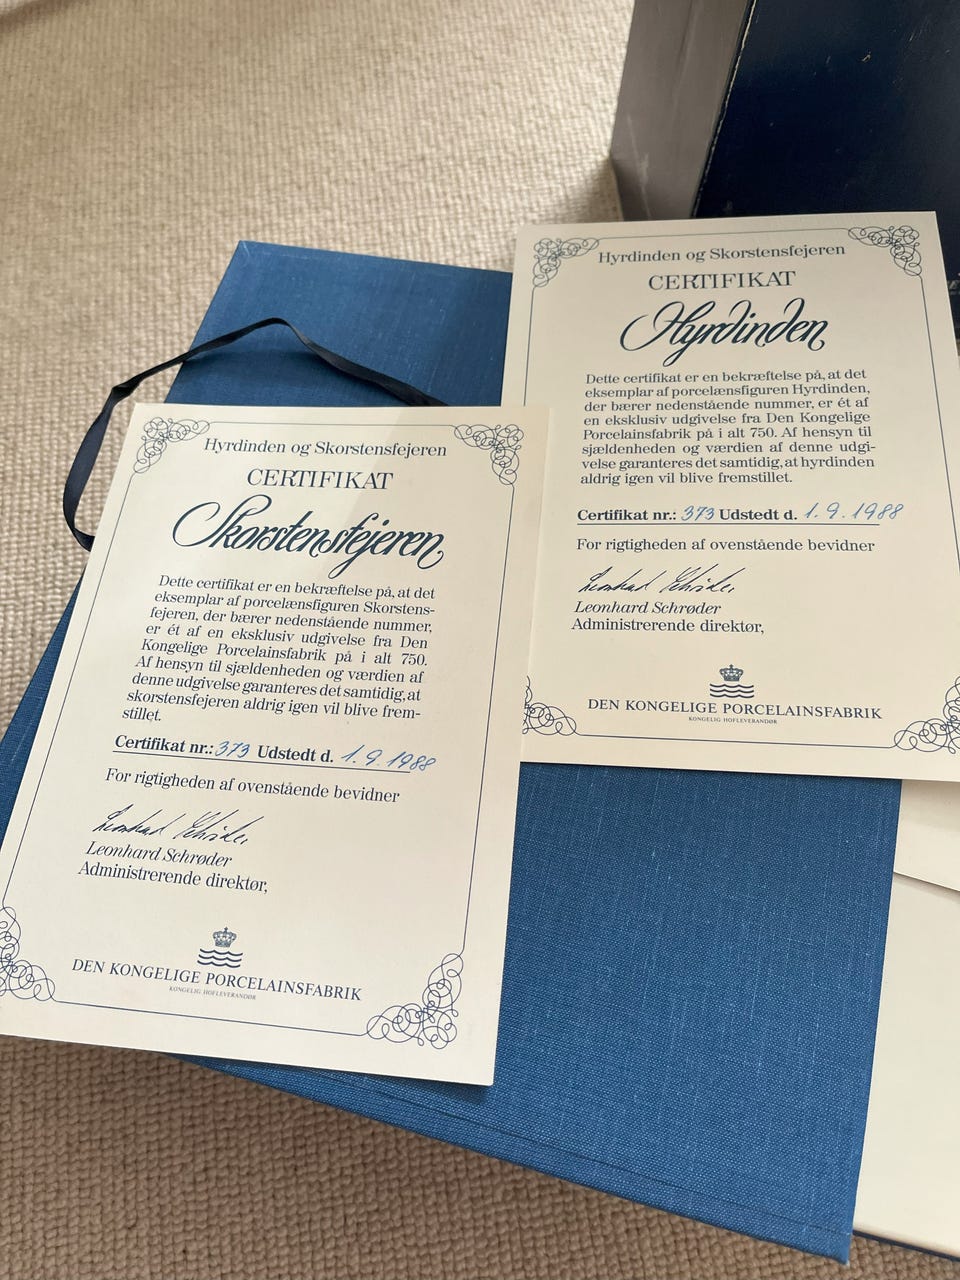 Hyrdinden og Skorstensfejeren
CERTIFIKAT
Hyrdinden
Dette certifikat er en bekræftelse på, at det
eksemplar af porcelænsfiguren Hyrdinden,
der bærer nedenstående nummer, er ét af
en eksklusiv udgivelse fra Den Kongelige
Porcelainsfabrik på i alt 750. Af hensyn til
sjældenheden og værdien af denne udgi-
velse garanteres det samtidig, at hyrdinden
aldrig igen vil blive fremstillet.
Certifikat nr.: 373 Udstedt d. 1.9.1988
For rigtigheden af ovenstående bevidner
Leonhard Schrøder
Leonhard Schrøder
Administrerende direktør,
DEN KONGELIGE PORCELAINSFABRIK
KONGELIG HOFLEVERANDØR
Hyrdinden og Skorstensfejeren
CERTIFIKAT
Skorstensfejeren
Dette certifikat er en bekræftelse på, at det
eksemplar af porcelænsfiguren Skorstens-
fejeren, der bærer nedenstående nummer,
er ét af en eksklusiv udgivelse fra Den
Kongelige Porcelainsfabrik på i alt 750.
Af hensyn til sjældenheden og værdien af
denne udgivelse garanteres det samtidig, at
skorstensfejeren aldrig igen vil blive frem-
stillet.
Certifikat nr.: 373 Udstedt d. 1.9.1988
For rigtigheden af ovenstående bevidner
Leonhard Schrøder
Leonhard Schrøder
Administrerende direktør,
DEN KONGELIGE PORCELAINSFABRIK
KONGELIG HOFLEVERANDØR